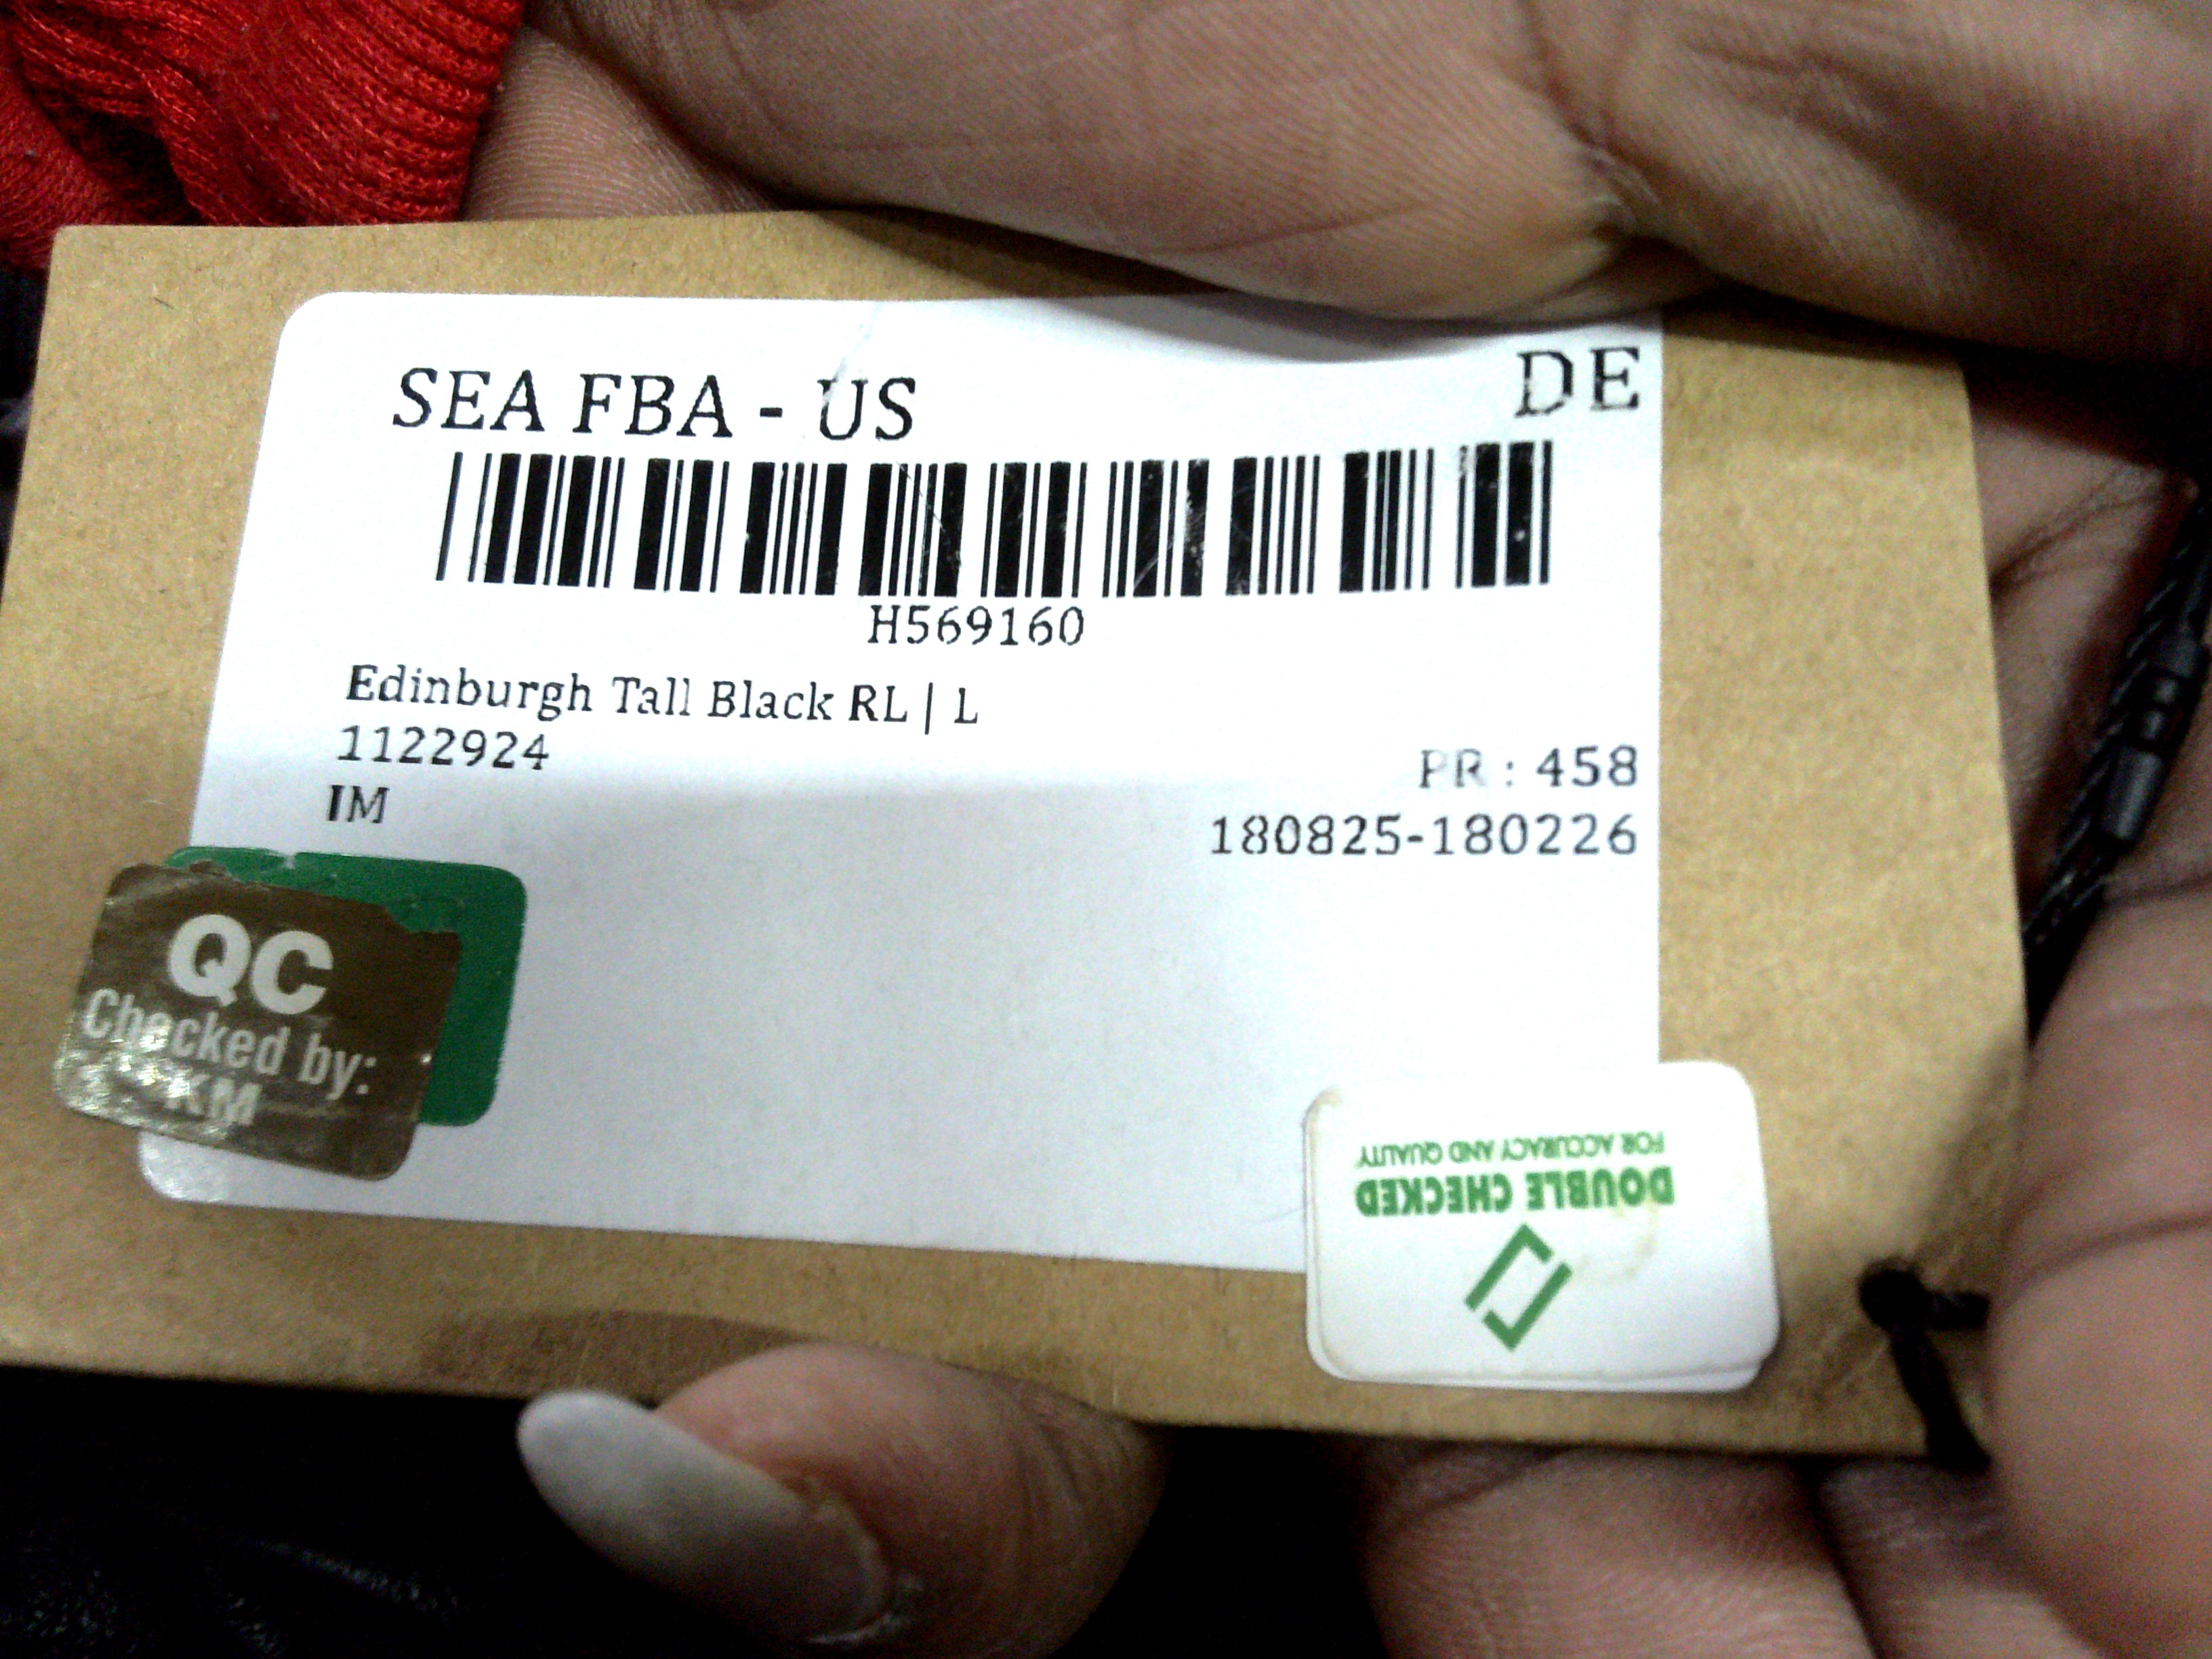 SEA FBA - US
DE
H569160
Edinburgh Tall Black RL | L
1122924
PR : 458
IM
180825-180226
QC
Checked by:
KM
DOUBLE CHECKED
FOR ACCURACY AND QUALITY